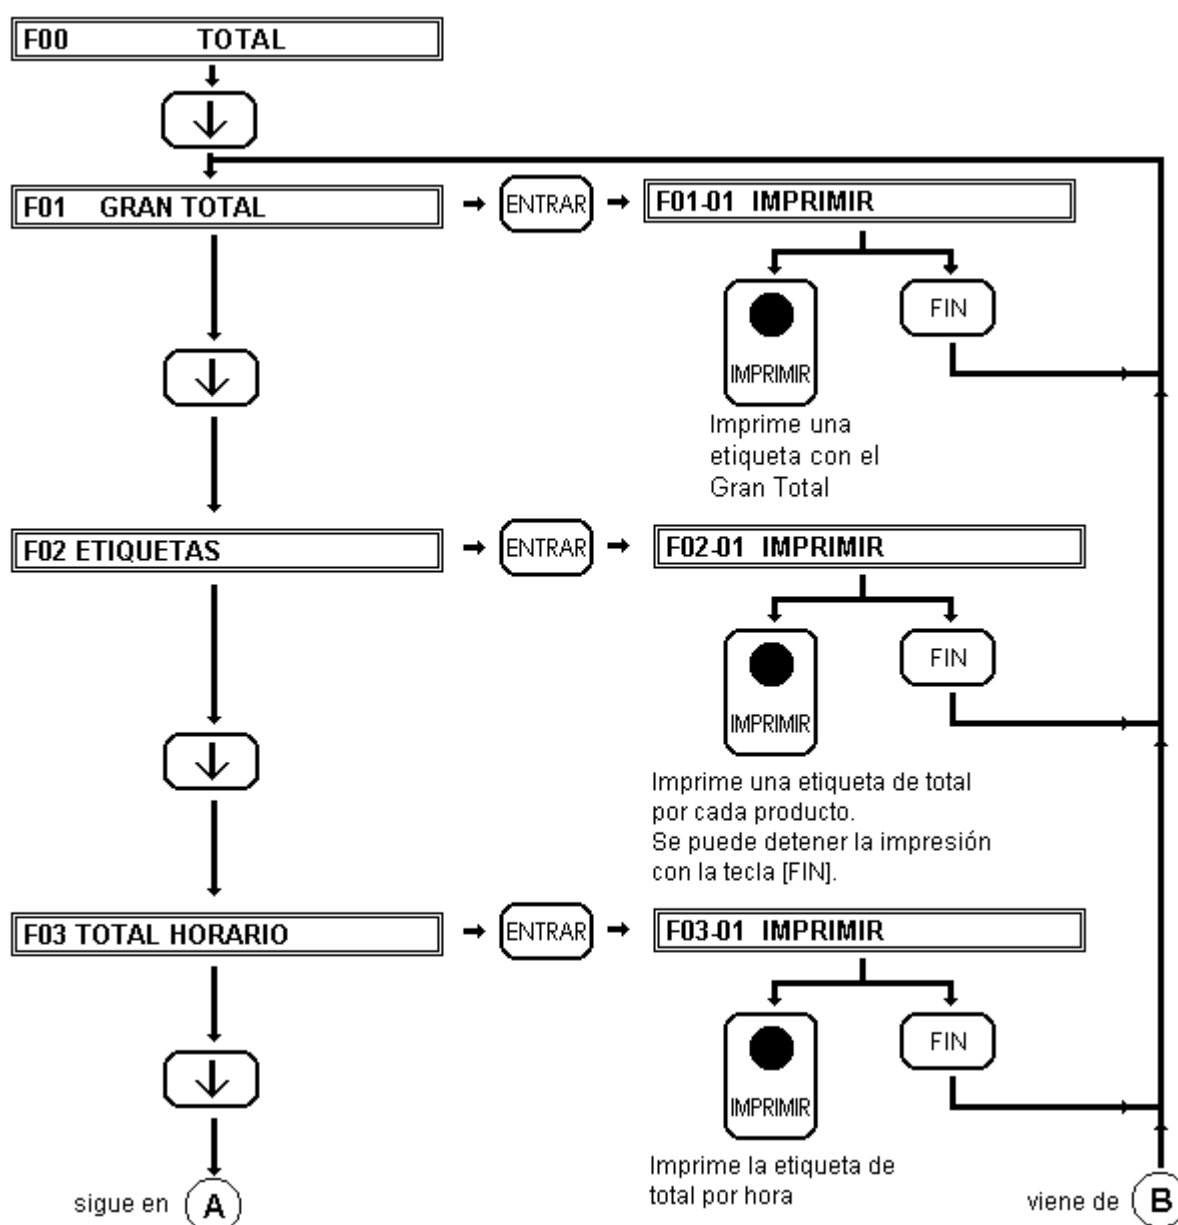 F00 TOTAL
F01 GRAN TOTAL
ENTRAR
F01-01 IMPRIMIR
IMPRIMIR
FIN
Imprime una
etiqueta con el
Gran Total
F02 ETIQUETAS
ENTRAR
F02-01 IMPRIMIR
IMPRIMIR
FIN
Imprime una etiqueta de total
por cada producto.
Se puede detener la impresión
con la tecla [FIN].
F03 TOTAL HORARIO
ENTRAR
F03-01 IMPRIMIR
IMPRIMIR
FIN
Imprime la etiqueta de
total por hora
sigue en A
viene de B